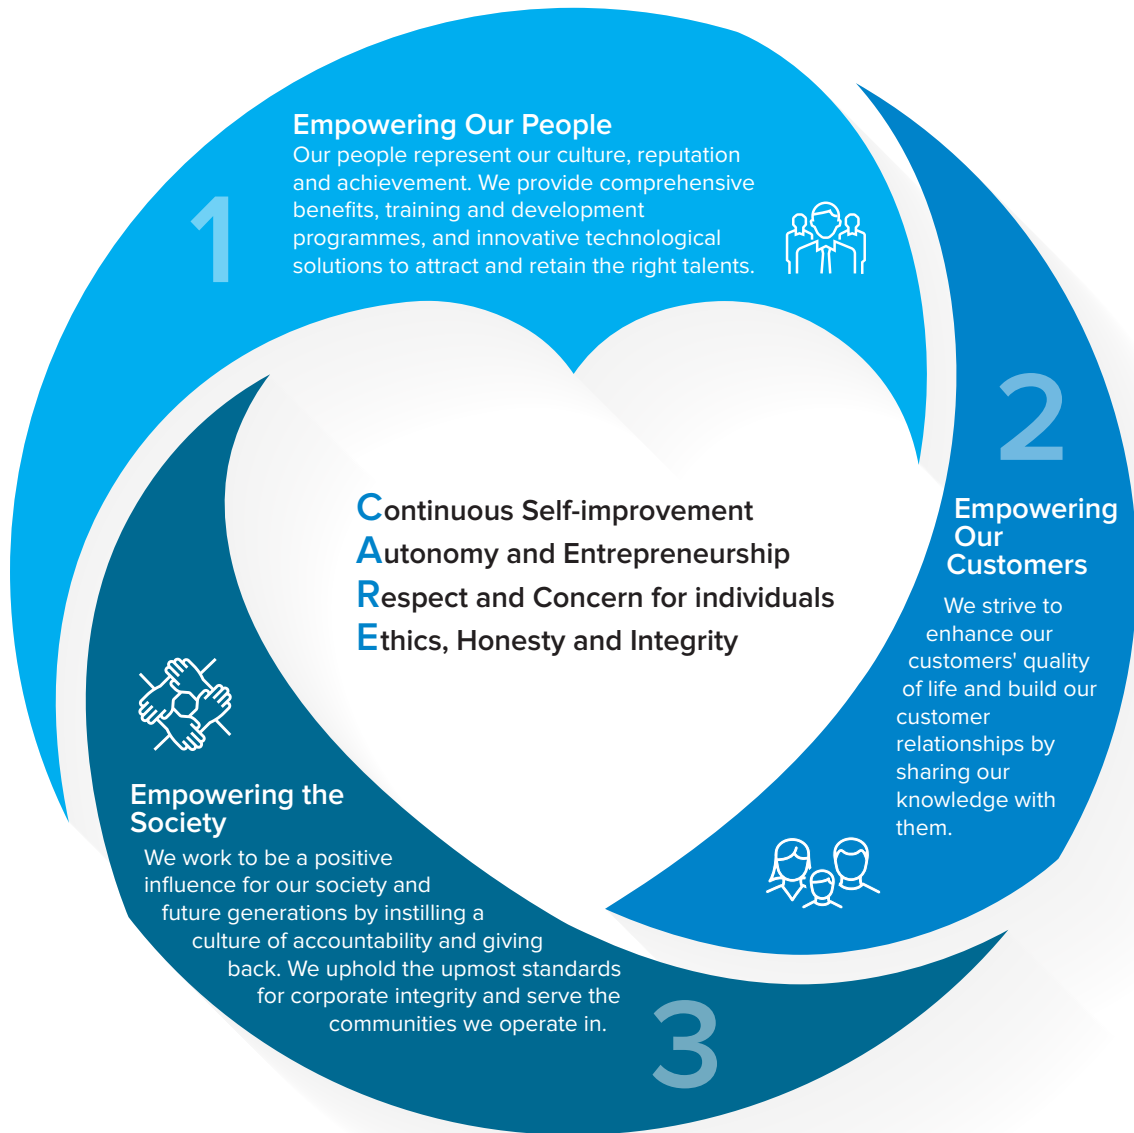 1
Empowering Our People
Our people represent our culture, reputation
and achievement. We provide comprehensive
benefits, training and development
programmes, and innovative technological
solutions to attract and retain the right talents.
2
Empowering
Our
Customers
We strive to
enhance our
customers' quality
of life and build our
customer
relationships by
sharing our
knowledge with
them.
Continuous Self-improvement
Autonomy and Entrepreneurship
Respect and Concern for individuals
Ethics, Honesty and Integrity
Empowering the
Society
We work to be a positive
influence for our society and
future generations by instilling a
culture of accountability and giving
back. We uphold the upmost standards
for corporate integrity and serve the
communities we operate in.
3